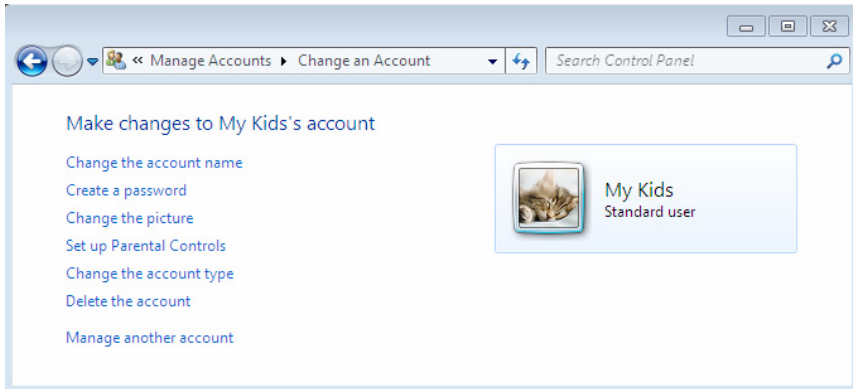 « Manage Accounts ▸ Change an Account
Search Control Panel
Make changes to My Kids's account
Change the account name
Create a password
Change the picture
Set up Parental Controls
Change the account type
Delete the account
Manage another account
My Kids
Standard user